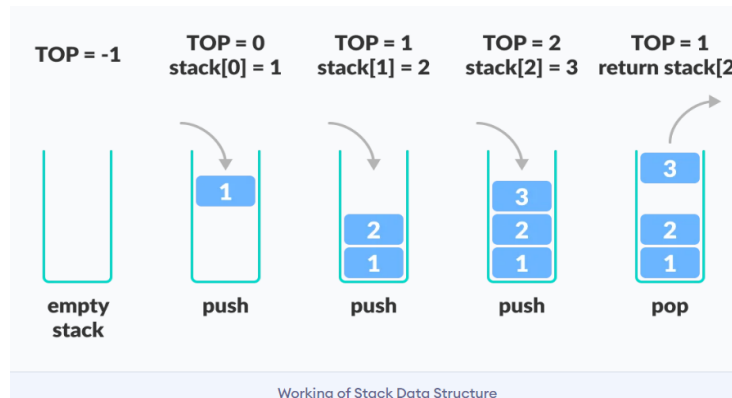 TOP = -1
TOP = 0
stack[0] = 1
TOP = 1
stack[1] = 2
TOP = 2
stack[2] = 3
TOP = 1
return stack[2
1
2
1
3
2
1
3
2
1
empty
stack
push
push
push
pop
Working of Stack Data Structure